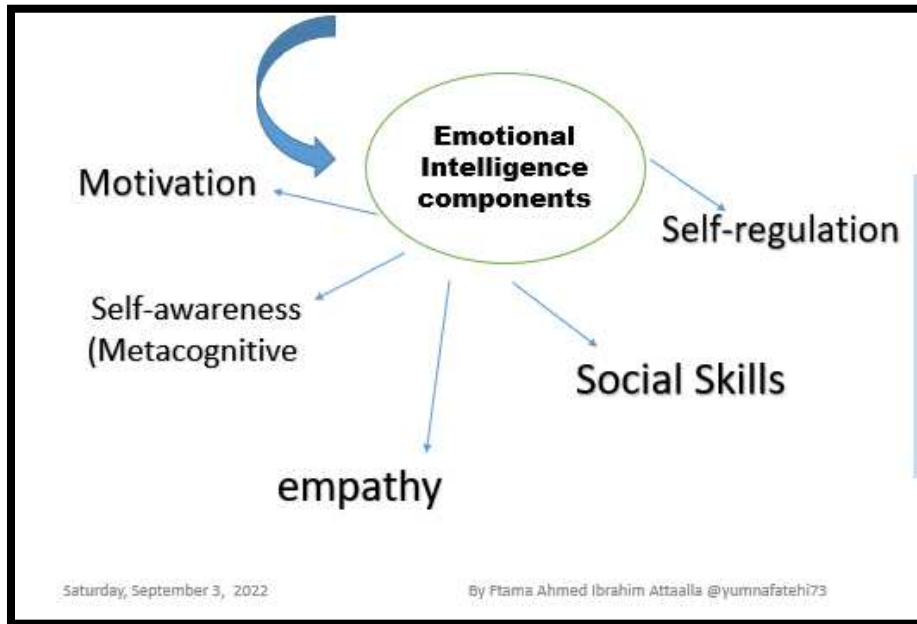 Emotional
Intelligence
components
Motivation
Self-regulation
Self-awareness
(Metacognitive
Social Skills
empathy
Saturday, September 3, 2022
By Ftama Ahmed Ibrahim Attaalla @yumnafatehi73